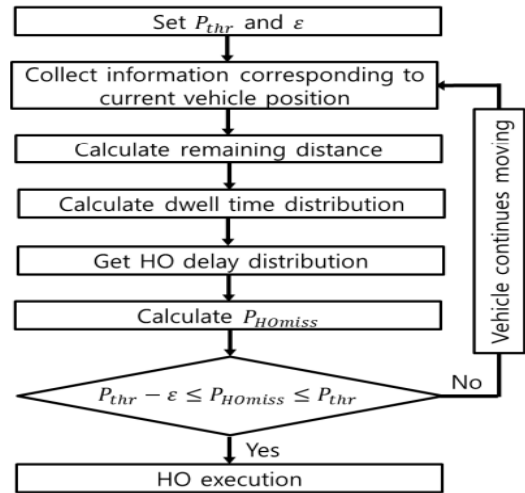 Set P_thr and ε
Collect information corresponding to
current vehicle position
Calculate remaining distance
Calculate dwell time distribution
Get HO delay distribution
Calculate P_HOmiss
P_thr − ε ≤ P_HOmiss ≤ P_thr
No
Yes
HO execution
Vehicle continues moving